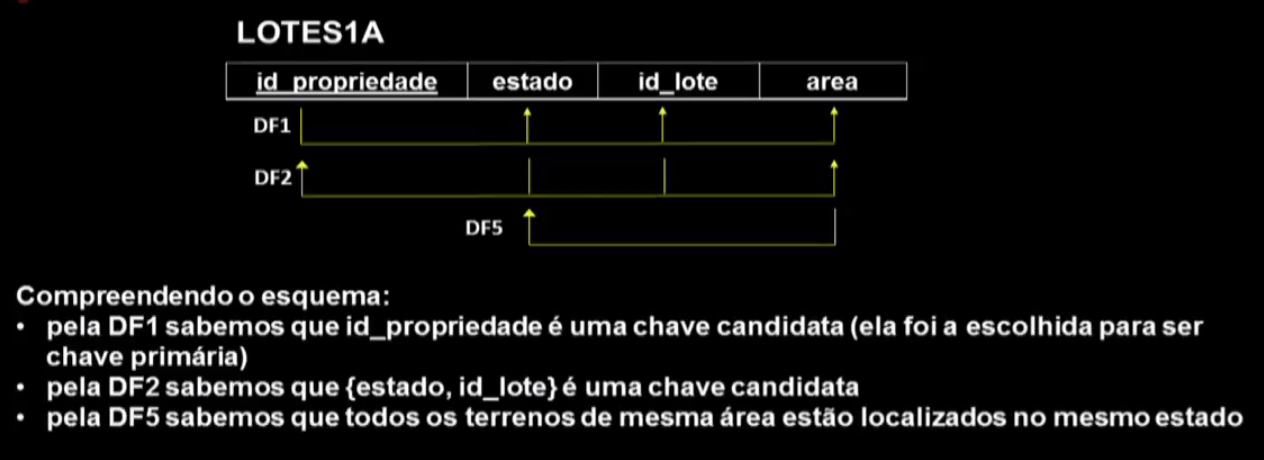 LOTES1A
id_propriedade estado id_lote area
DF1
DF2
DF5
Compreendendo o esquema:
• pela DF1 sabemos que id_propriedade é uma chave candidata (ela foi a escolhida para ser
chave primária)
• pela DF2 sabemos que {estado, id_lote} é uma chave candidata
• pela DF5 sabemos que todos os terrenos de mesma área estão localizados no mesmo estado